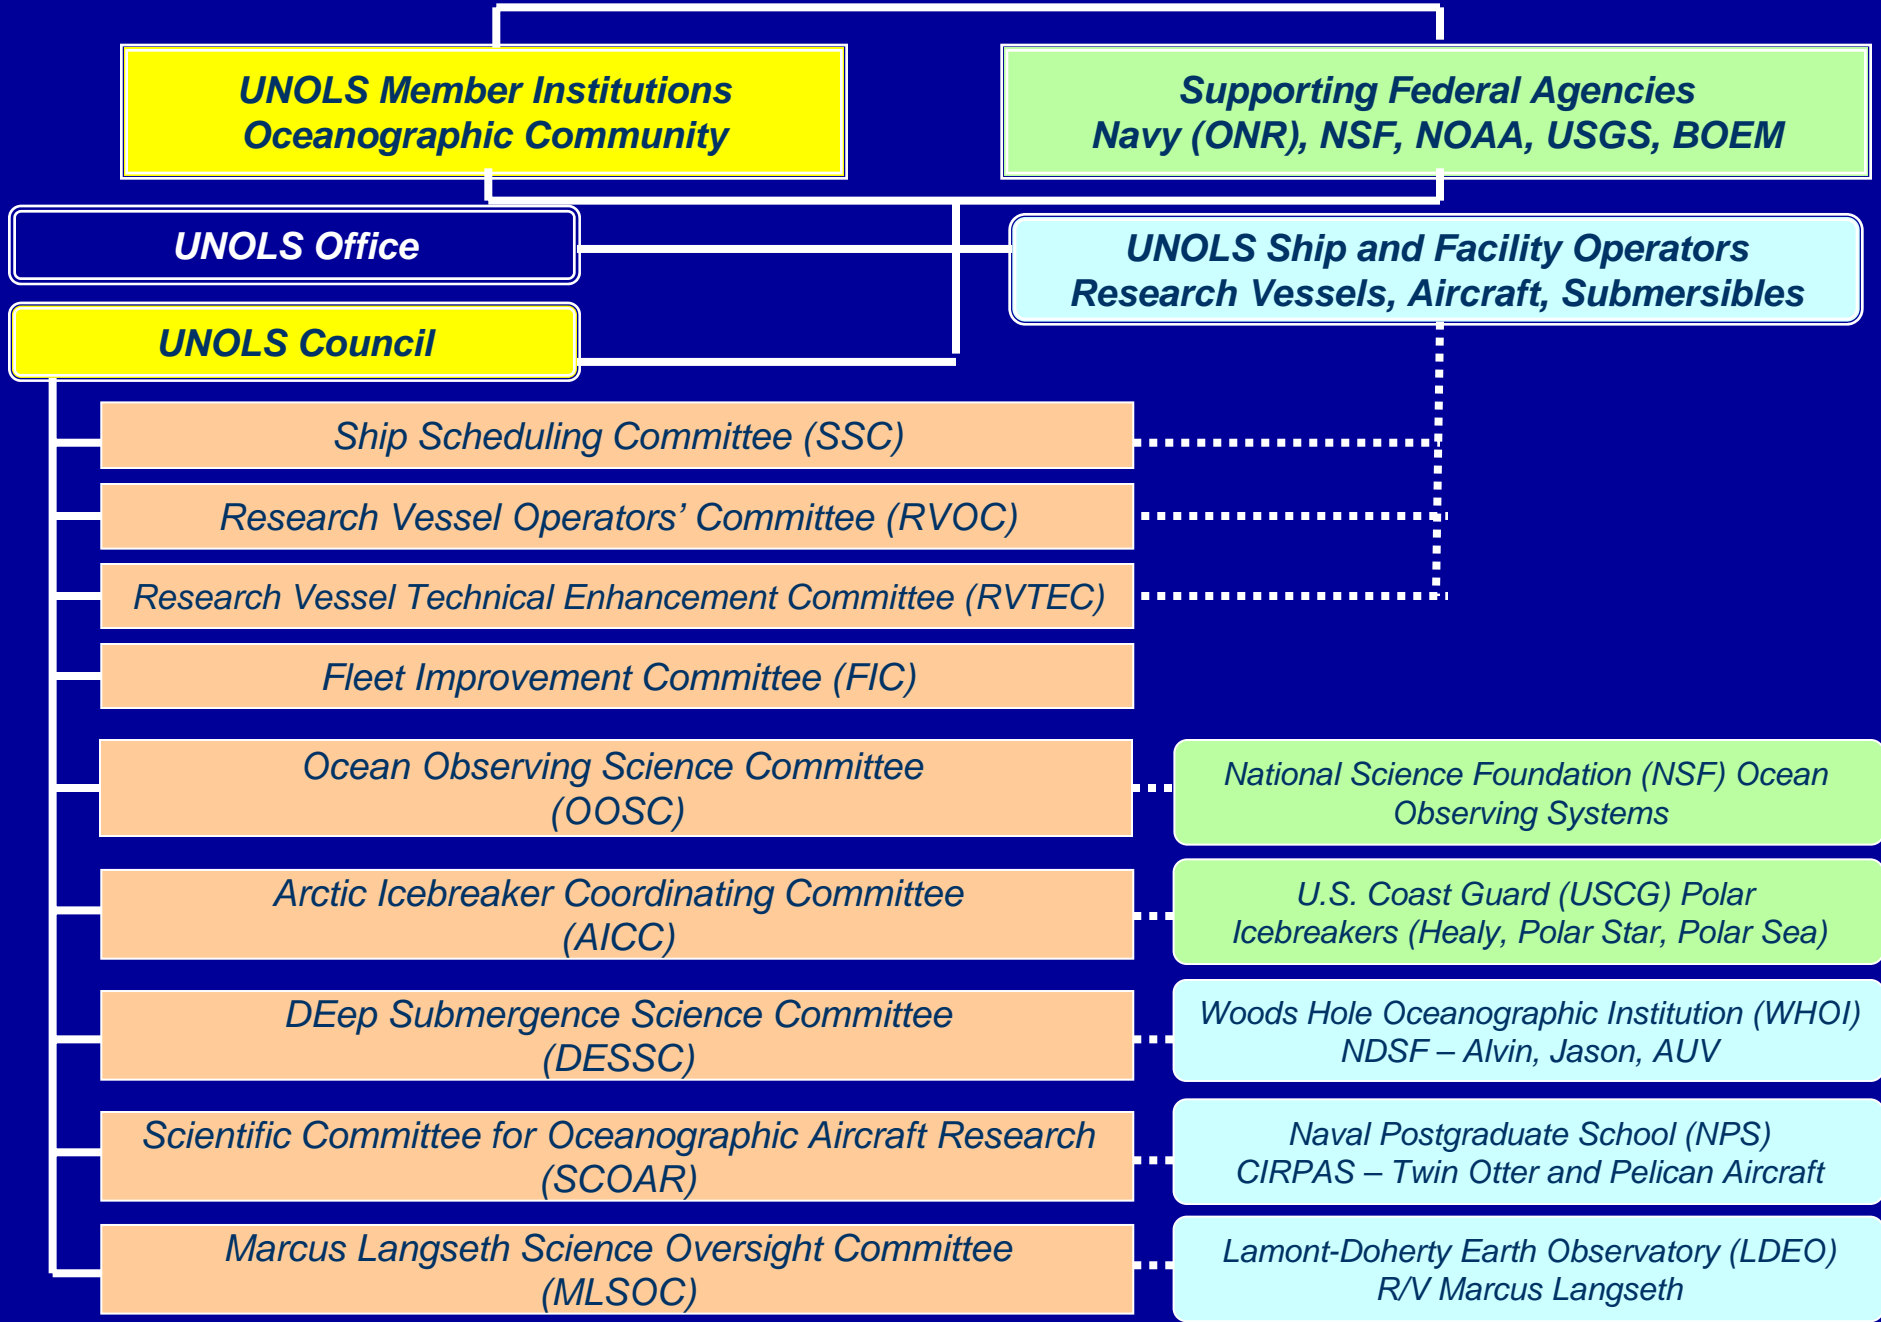 UNOLS Member Institutions
Oceanographic Community
Supporting Federal Agencies
Navy (ONR), NSF, NOAA, USGS, BOEM
UNOLS Office
UNOLS Ship and Facility Operators
Research Vessels, Aircraft, Submersibles
UNOLS Council
Ship Scheduling Committee (SSC)
Research Vessel Operators’ Committee (RVOC)
Research Vessel Technical Enhancement Committee (RVTEC)
Fleet Improvement Committee (FIC)
Ocean Observing Science Committee
(OOSC)
National Science Foundation (NSF) Ocean
Observing Systems
Arctic Icebreaker Coordinating Committee
(AICC)
U.S. Coast Guard (USCG) Polar
Icebreakers (Healy, Polar Star, Polar Sea)
DEep Submergence Science Committee
(DESSC)
Woods Hole Oceanographic Institution (WHOI)
NDSF – Alvin, Jason, AUV
Scientific Committee for Oceanographic Aircraft Research
(SCOAR)
Naval Postgraduate School (NPS)
CIRPAS – Twin Otter and Pelican Aircraft
Marcus Langseth Science Oversight Committee
(MLSOC)
Lamont-Doherty Earth Observatory (LDEO)
R/V Marcus Langseth